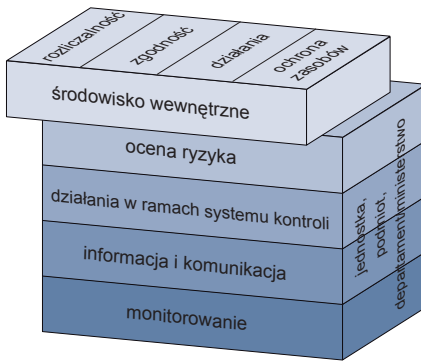 rozliczalność
zgodność
działania
ochrona
zasobów
środowisko wewnętrzne
ocena ryzyka
działania w ramach systemu kontroli
informacja i komunikacja
monitorowanie
jednostka,
podmiot,
departament/ministerstwo